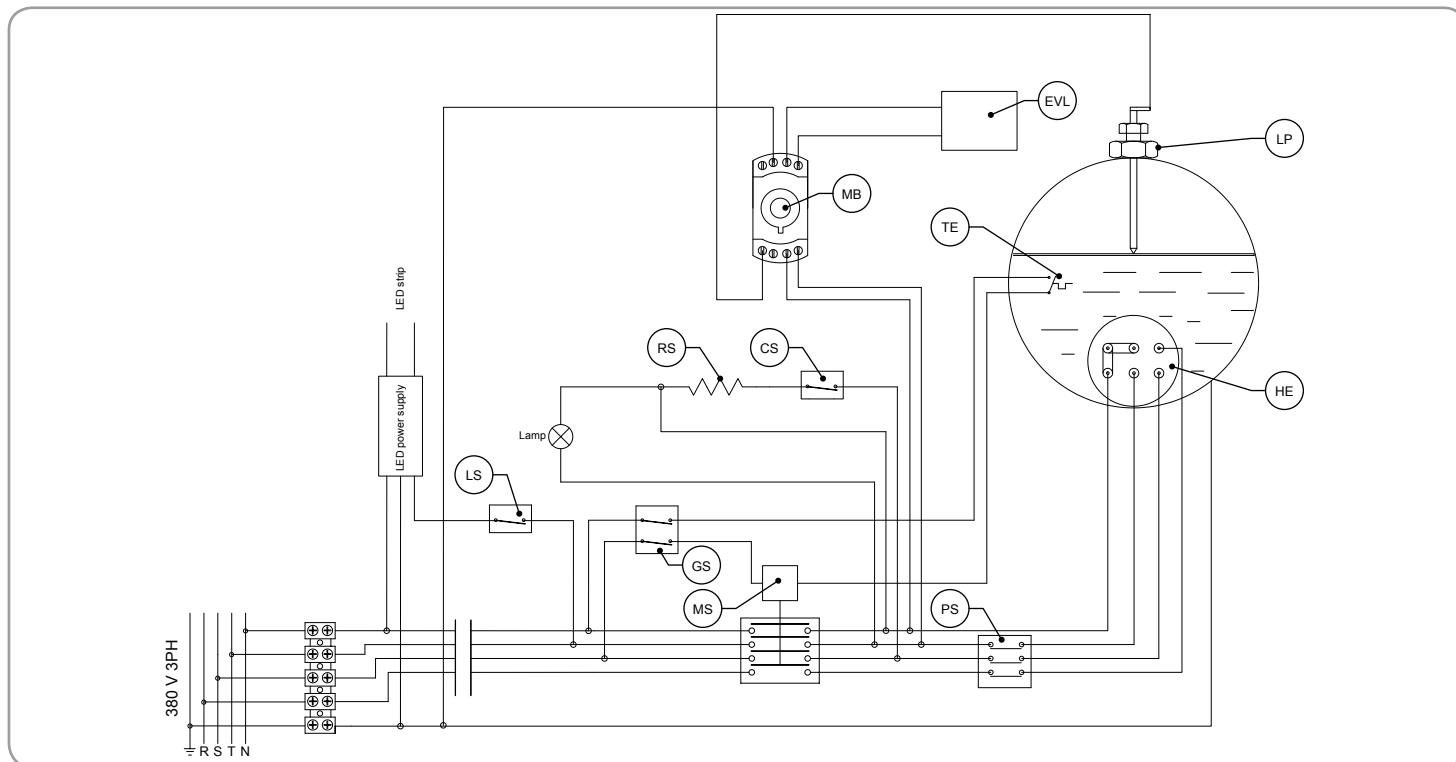 EVL
LP
MB
TE
LED strip
RS
CS
HE
LED power supply
Lamp
LS
GS
MS
PS
380 V 3PH
R S T N